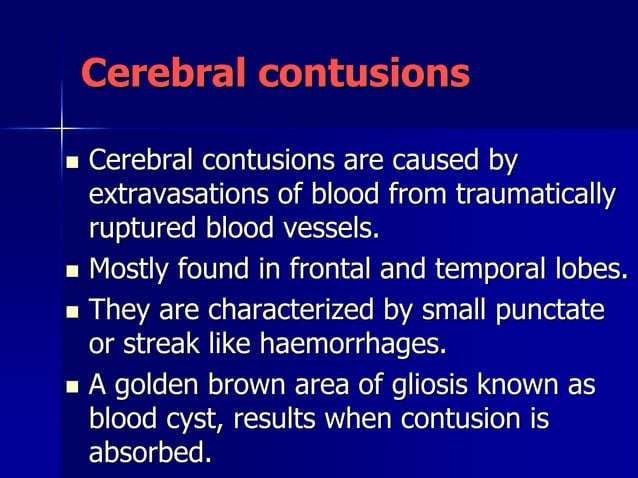 Cerebral contusions
■ Cerebral contusions are caused by
extravasations of blood from traumatically
ruptured blood vessels.
■ Mostly found in frontal and temporal lobes.
■ They are characterized by small punctate
or streak like haemorrhages.
■ A golden brown area of gliosis known as
blood cyst, results when contusion is
absorbed.